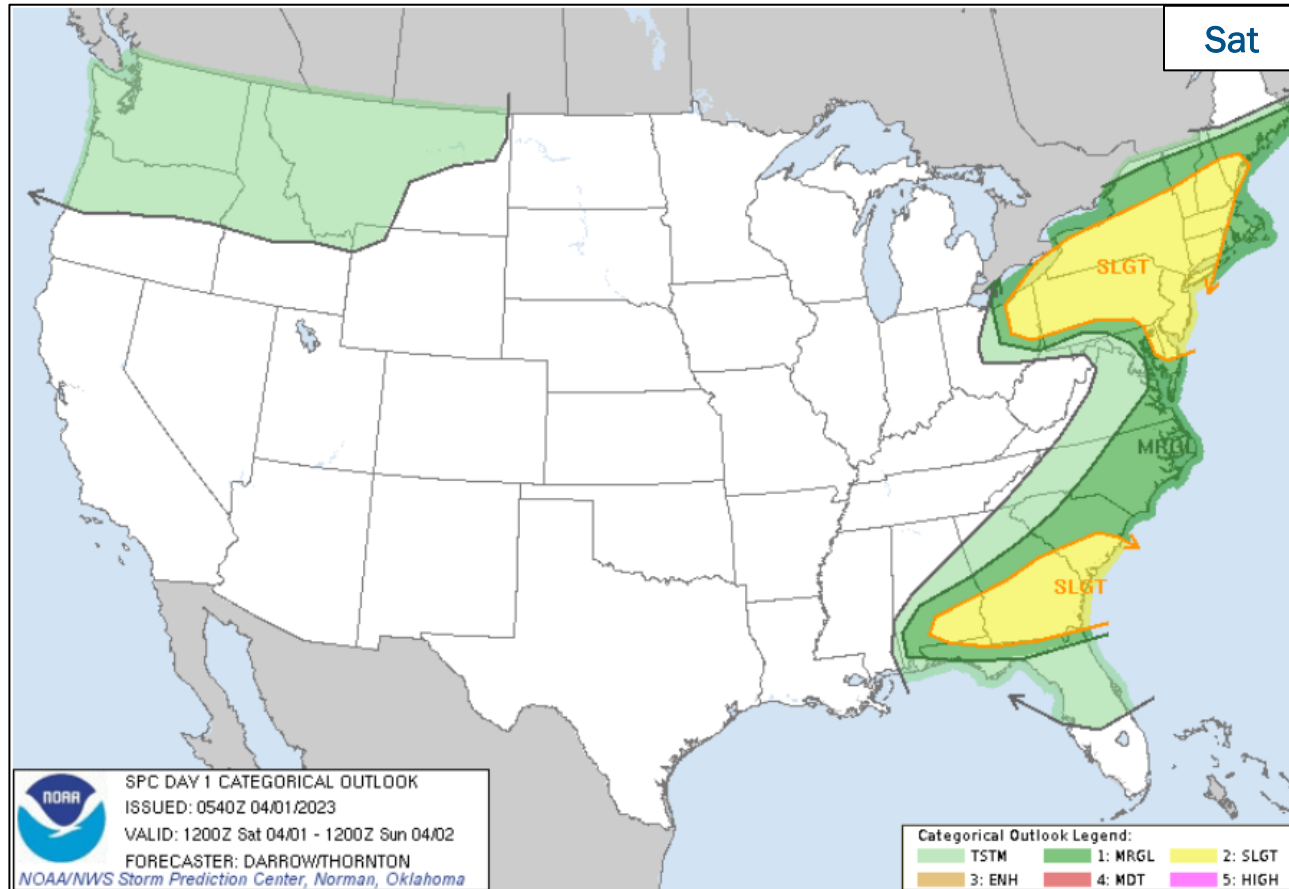 Sat
SLGT
MRGL
SLGT
NOAA
SPC DAY 1 CATEGORICAL OUTLOOK
ISSUED: 0540Z 04/01/2023
VALID: 1200Z Sat 04/01 - 1200Z Sun 04/02
FORECASTER: DARROW/THORNTON
NOAA/NWS Storm Prediction Center, Norman, Oklahoma
Categorical Outlook Legend:
TSTM 1: MRGL 2: SLGT
3: ENH 4: MDT 5: HIGH